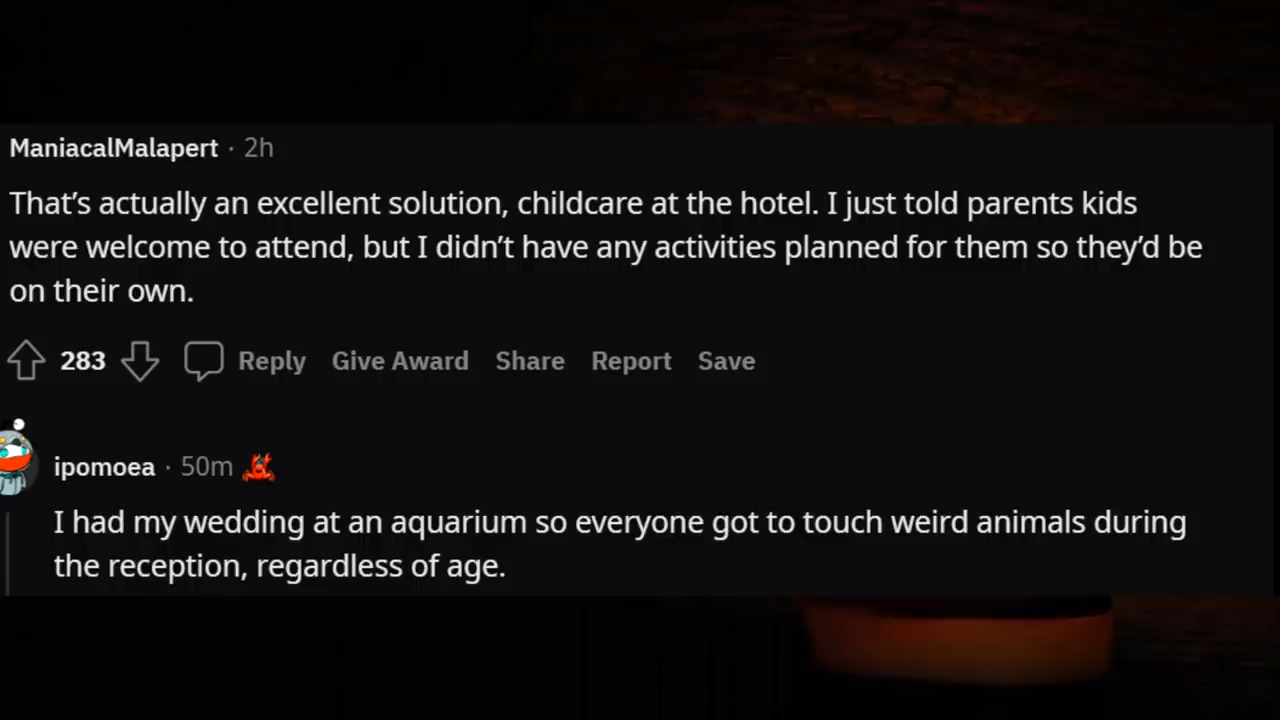 ManiacalMalapert · 2h
That’s actually an excellent solution, childcare at the hotel. I just told parents kids
were welcome to attend, but I didn’t have any activities planned for them so they’d be
on their own.
283 Reply Give Award Share Report Save
ipomoea · 50m
I had my wedding at an aquarium so everyone got to touch weird animals during
the reception, regardless of age.